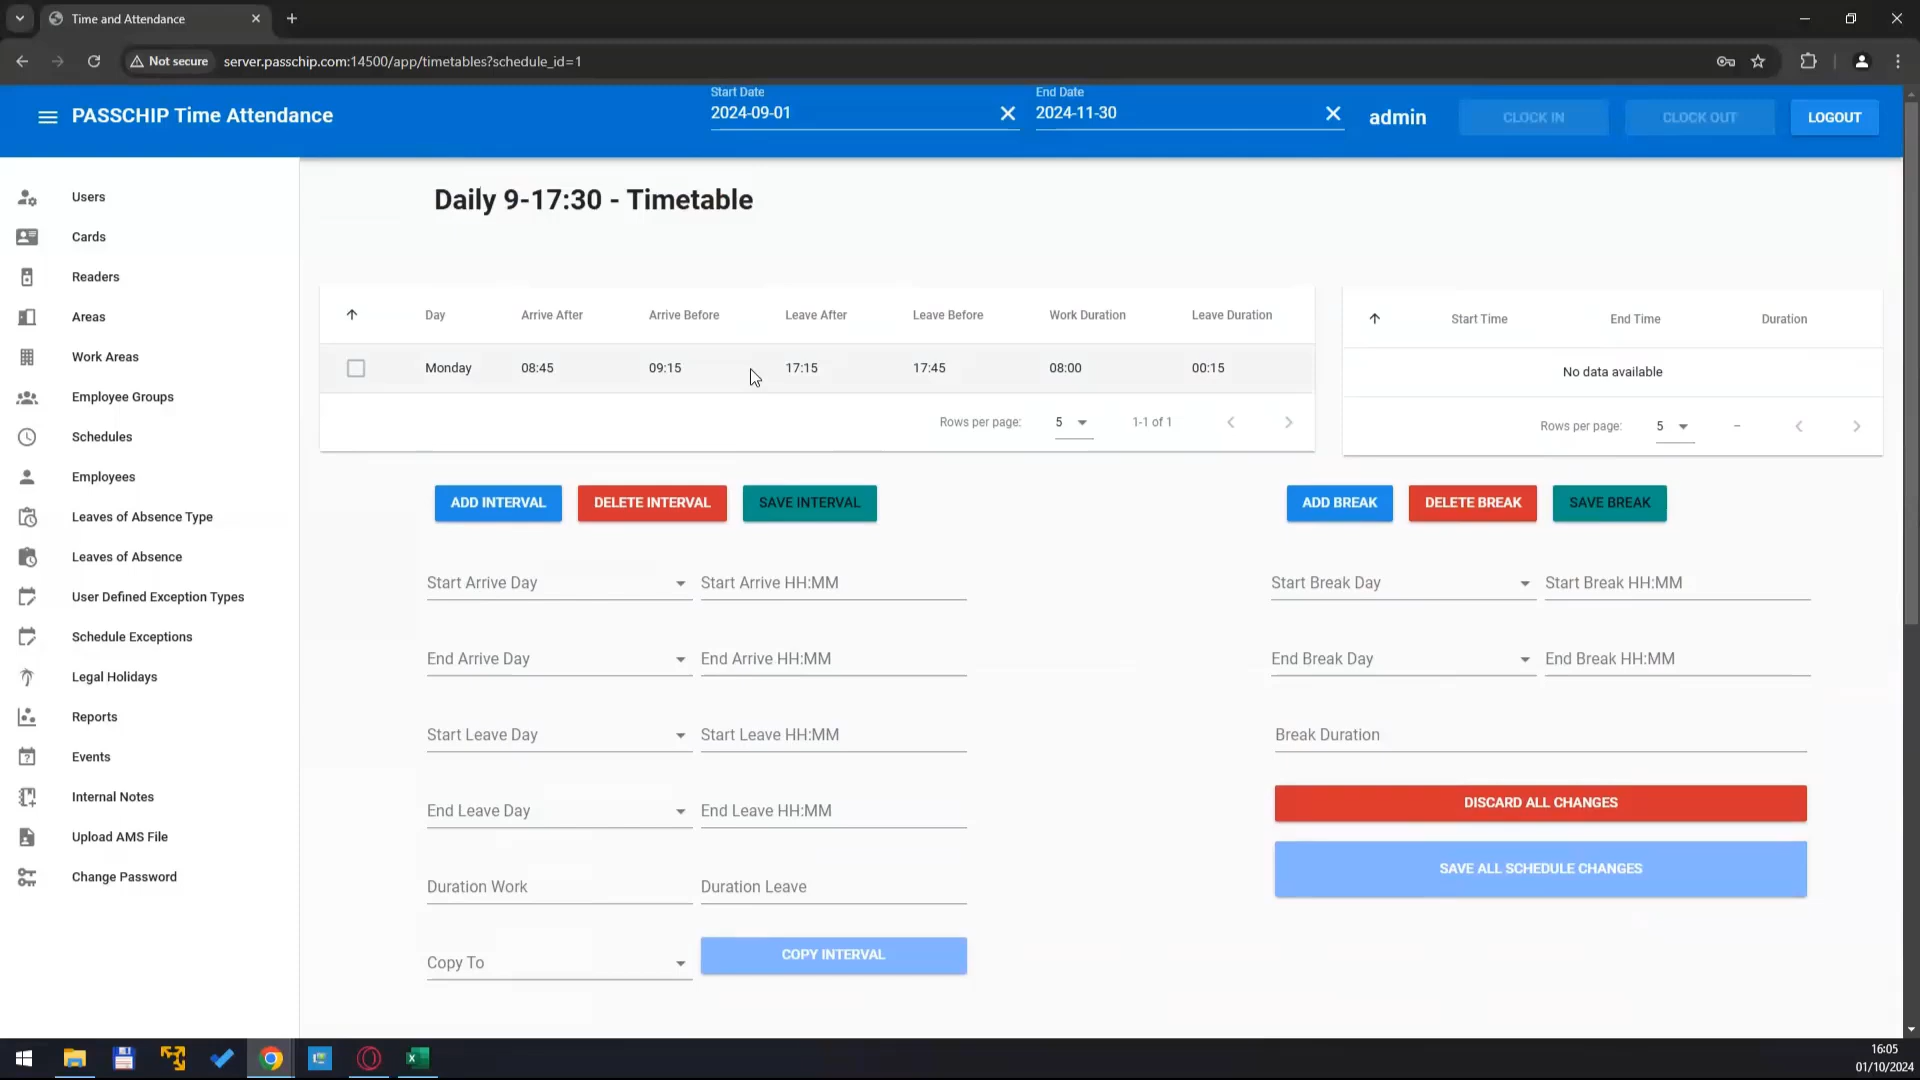 Time and Attendance
Not secure
server.passchip.com:14500/app/timetables?schedule_id=1
PASSCHIP Time Attendance
Start Date
2024-09-01
End Date
2024-11-30
admin
CLOCK IN
CLOCK OUT
LOGOUT
Users
Cards
Readers
Areas
Work Areas
Employee Groups
Schedules
Employees
Leaves of Absence Type
Leaves of Absence
User Defined Exception Types
Schedule Exceptions
Legal Holidays
Reports
Events
Internal Notes
Upload AMS File
Change Password
Daily 9-17:30 - Timetable
Day Arrive After Arrive Before Leave After Leave Before Work Duration Leave Duration
Monday 08:45 09:15 17:15 17:45 08:00 00:15
Rows per page: 5 1-1 of 1
Start Time End Time Duration
No data available
Rows per page: 5 –
ADD INTERVAL DELETE INTERVAL SAVE INTERVAL
Start Arrive Day Start Arrive HH:MM
End Arrive Day End Arrive HH:MM
Start Leave Day Start Leave HH:MM
End Leave Day End Leave HH:MM
Duration Work Duration Leave
Copy To COPY INTERVAL
ADD BREAK DELETE BREAK SAVE BREAK
Start Break Day Start Break HH:MM
End Break Day End Break HH:MM
Break Duration
DISCARD ALL CHANGES
SAVE ALL SCHEDULE CHANGES
16:05
01/10/2024